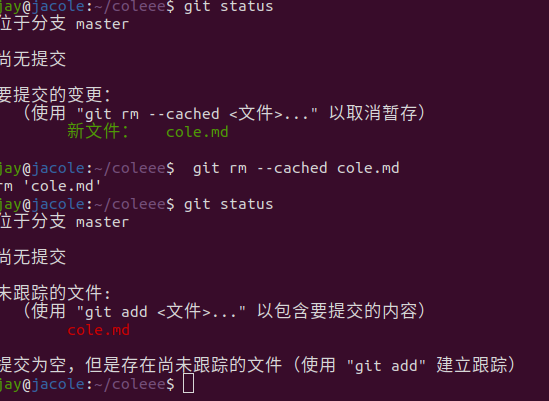 jay@jacole:~/coleee$ git status
位于分支 master
尚无提交
要提交的变更：
（使用 "git rm --cached <文件>..." 以取消暂存）
新文件： cole.md
jay@jacole:~/coleee$ git rm --cached cole.md
rm 'cole.md'
jay@jacole:~/coleee$ git status
位于分支 master
尚无提交
未跟踪的文件:
（使用 "git add <文件>..." 以包含要提交的内容）
cole.md
提交为空，但是存在尚未跟踪的文件（使用 "git add" 建立跟踪）
jay@jacole:~/coleee$